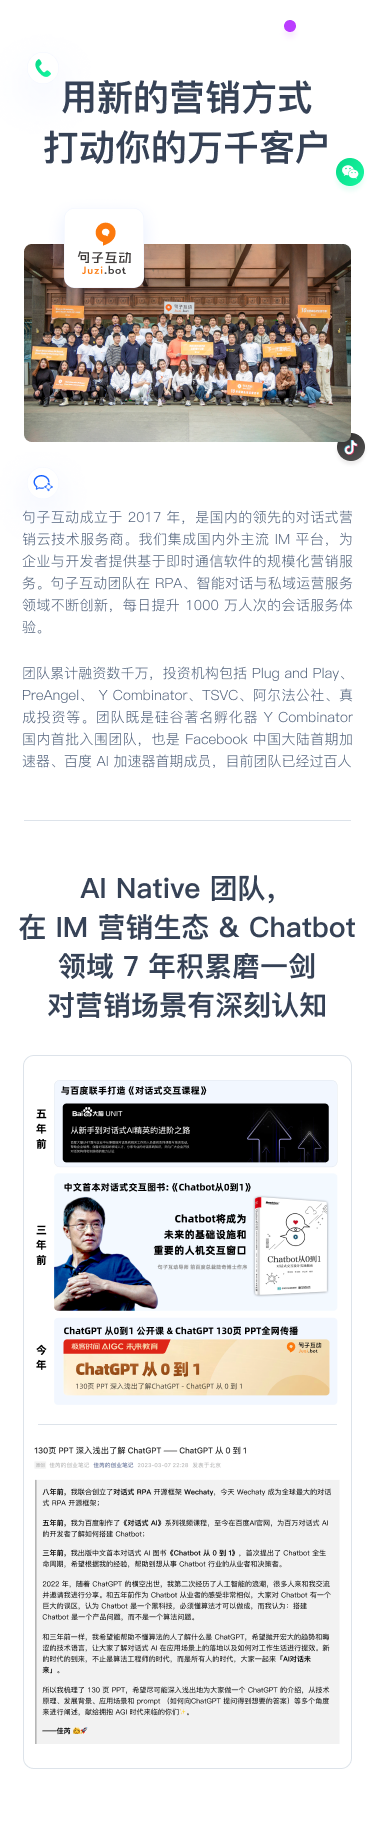 用新的营销方式
打动你的万千客户
句子互动
Juzi.bot
句子互动
句子互动成立于 2017 年，是国内的领先的对话式营
销云技术服务商。我们集成国内外主流 IM 平台，为
企业与开发者提供基于即时通信软件的规模化营销服
务。句子互动团队在 RPA、智能对话与私域运营服务
领域不断创新，每日提升 1000 万人次的会话服务体
验。
团队累计融资数千万，投资机构包括 Plug and Play、
PreAngel、 Y Combinator、TSVC、阿尔法公社、真
成投资等。团队既是硅谷著名孵化器 Y Combinator
国内首批入围团队，也是 Facebook 中国大陆首期加
速器、百度 AI 加速器首期成员，目前团队已经过百人
AI Native 团队，
在 IM 营销生态 & Chatbot
领域 7 年积累磨一剑
对营销场景有深刻认知
五年前
与百度联手打造《对话式交互课程》
Bai大脑 UNIT
从新手到对话式AI精英的进阶之路
三年前
中文首本对话式交互图书:《Chatbot从0到1》
Chatbot将成为
未来的基础设施和
重要的人机交互窗口
Chatbot从0到1
今年
ChatGPT 从0到1 公开课 & ChatGPT 130页 PPT全网传播
极客时间 AIGC 未来教育
句子互动
Juzi.bot
ChatGPT 从 0 到 1
130页 PPT 深入浅出了解ChatGPT - ChatGPT 从 0 到 1
130页 PPT 深入浅出了解 ChatGPT —— ChatGPT 从 0 到 1
佳芮的创业笔记 佳芮的创业笔记 2023-03-07 22:28 发表于北京
八年前，我联合创立了对话式 RPA 开源框架 Wechaty，今天 Wechaty 成为全球最大的对话
式 RPA 开源框架；
五年前，我为百度制作了《对话式 AI》系列视频课程，至今在百度AI官网，为百万对话式 AI
的开发者了解如何搭建 Chatbot；
三年前，我出版中文首本对话式 AI 图书《Chatbot 从 0 到 1》，首次提出了 Chatbot 全生
命周期，希望根据我的经验，帮助到想从事 Chatbot 行业的从业者和决策者。
2022 年，随着 ChatGPT 的横空出世，我第二次经历了人工智能的浪潮，很多人来和我交流
并邀请我进行分享。和五年前作为 Chatbot 从业者的感受非常相似，大家对 Chatbot 有一个
巨大的误区，认为 Chatbot 是一个黑科技，必须懂算法才可以做成，而我认为：搭建
Chatbot 是一个产品问题，而不是一个算法问题。
和三年前一样，我希望能帮助不懂算法的人了解什么是 ChatGPT，希望抛开宏大的趋势和晦
涩的技术语言，让大家了解对话式 AI 在应用场景上的落地以及如何对工作生活进行提效。新
的时代的到来，不止是算法工程师的时代，而是所有人的时代，大家一起来「AI对话未
来」。
所以我梳理了 130 页 PPT，希望尽可能深入浅出地为大家做一个 ChatGPT 的介绍，从技术
原理、发展背景、应用场景和 prompt （如何向ChatGPT 提问得到想要的答案）等多个角度
来进行阐述，献给拥抱 AGI 时代来临的你们。
——佳芮